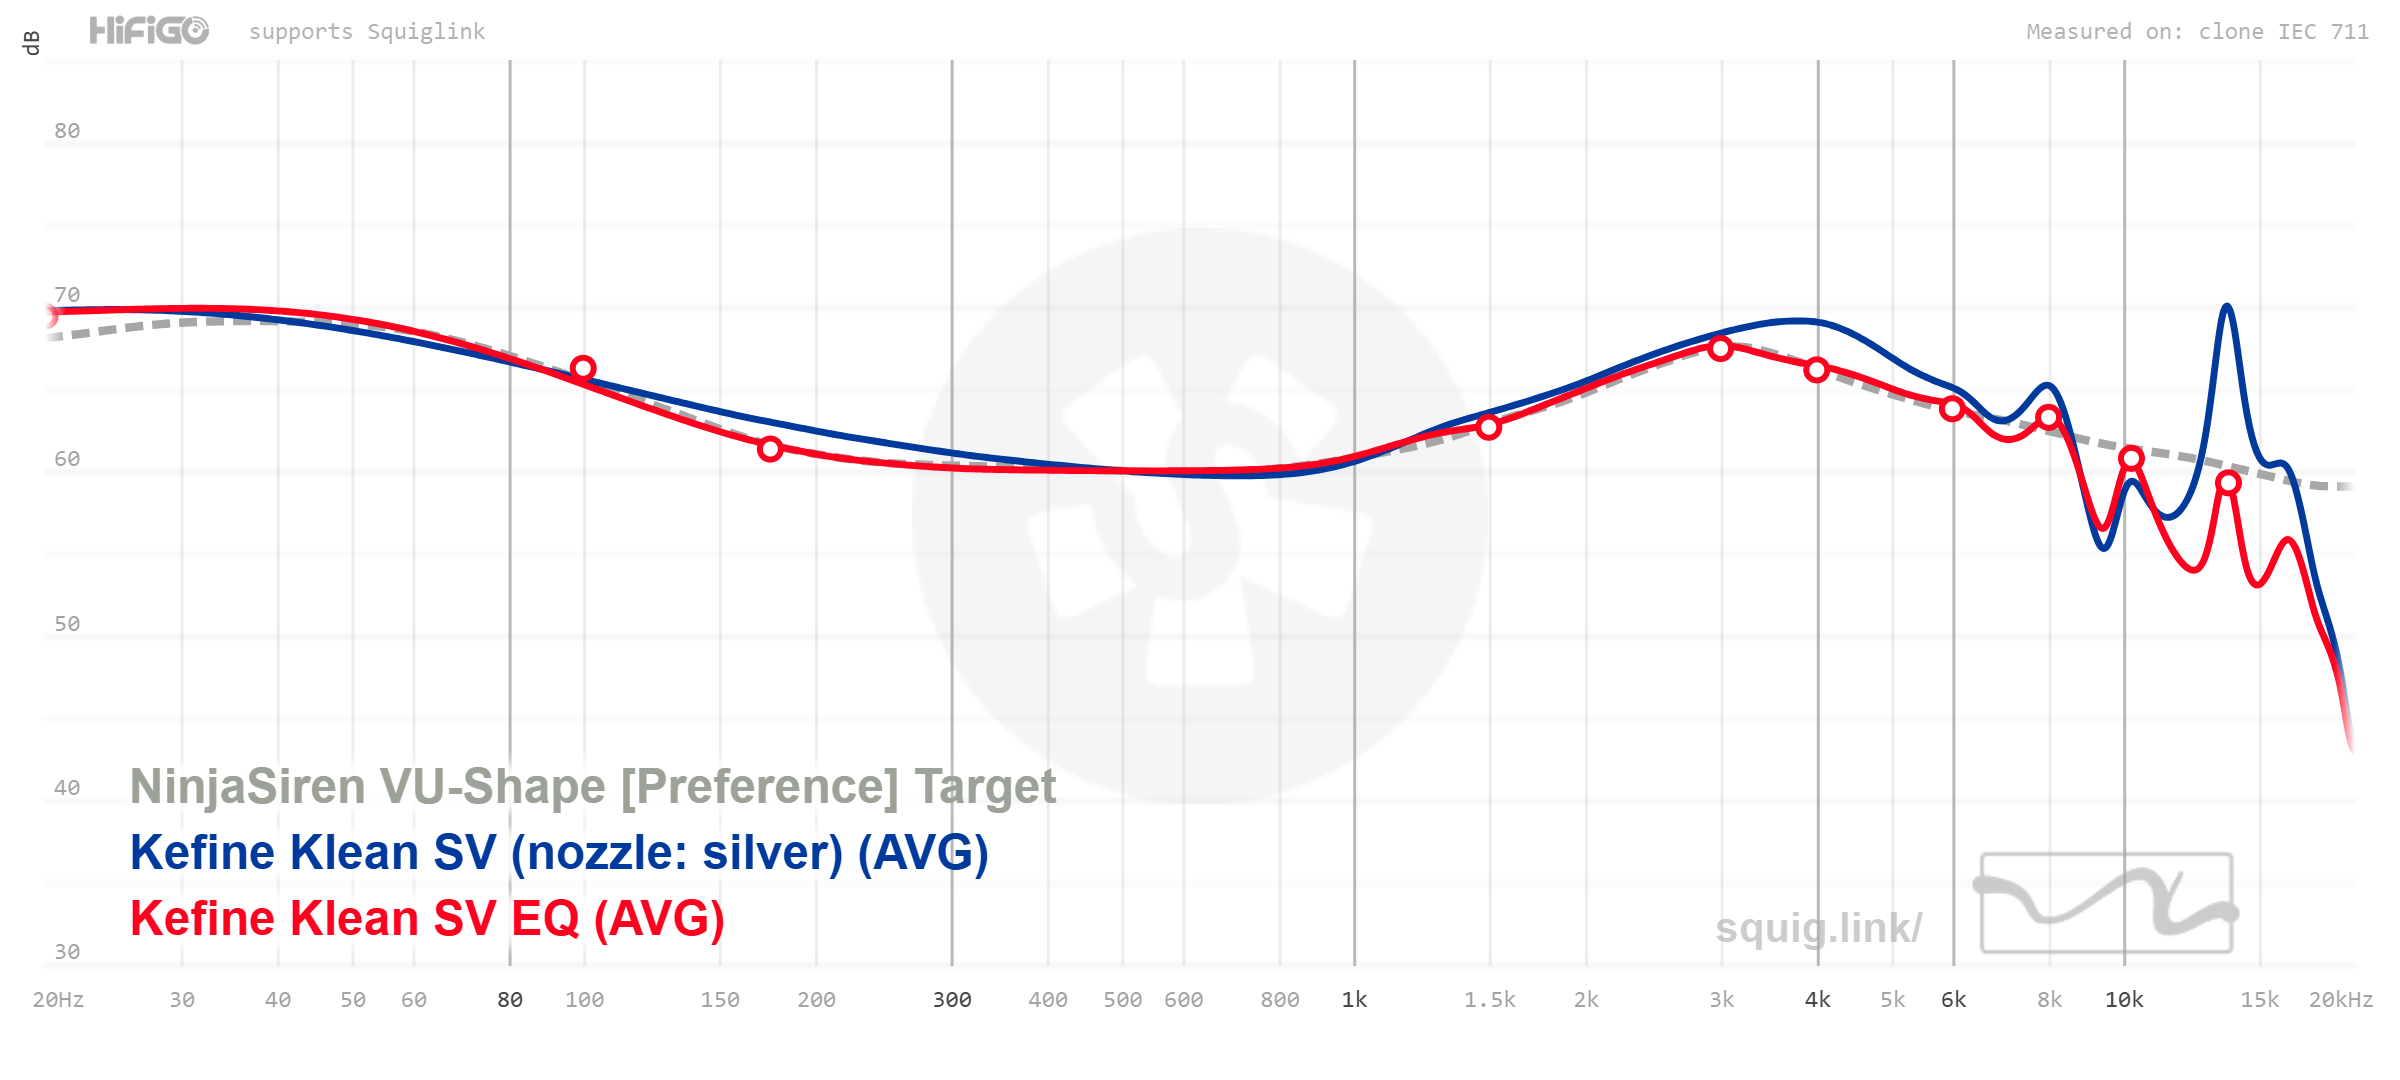 dB
HiFiGO supports Squiglink
Measured on: clone IEC 711
80
70
60
50
40
30
NinjaSiren VU-Shape [Preference] Target
Kefine Klean SV (nozzle: silver) (AVG)
Kefine Klean SV EQ (AVG)
squig.link/
20Hz 30 40 50 60 80 100 150 200 300 400 500 600 800 1k 1.5k 2k 3k 4k 5k 6k 8k 10k 15k 20kHz